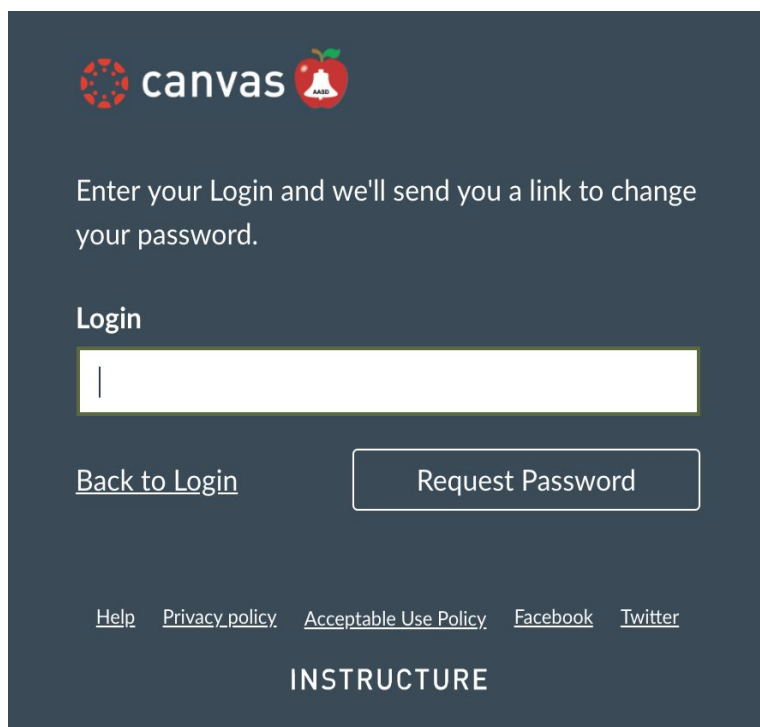 canvas AASD
Enter your Login and we'll send you a link to change
your password.
Login
Back to Login Request Password
Help Privacy policy Acceptable Use Policy Facebook Twitter
INSTRUCTURE